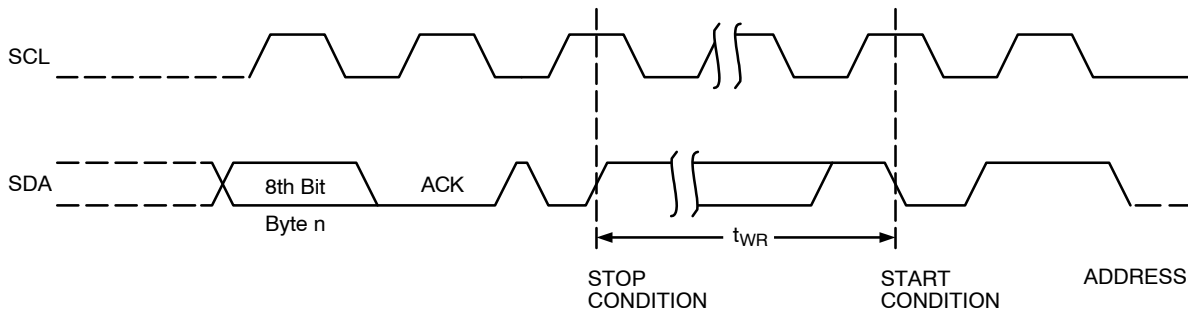 SCL
SDA
8th Bit
ACK
Byte n
tWR
STOP
CONDITION
START
CONDITION
ADDRESS